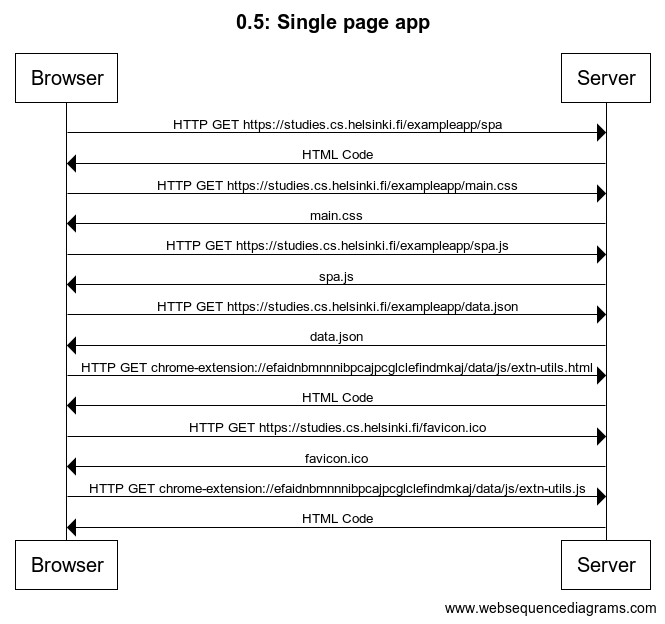 0.5: Single page app
Browser Server
HTTP GET https://studies.cs.helsinki.fi/exampleapp/spa
HTML Code
HTTP GET https://studies.cs.helsinki.fi/exampleapp/main.css
main.css
HTTP GET https://studies.cs.helsinki.fi/exampleapp/spa.js
spa.js
HTTP GET https://studies.cs.helsinki.fi/exampleapp/data.json
data.json
HTTP GET chrome-extension://efaidnbmnnnibpcajpcglclefindmkaj/data/js/extn-utils.html
HTML Code
HTTP GET https://studies.cs.helsinki.fi/favicon.ico
favicon.ico
HTTP GET chrome-extension://efaidnbmnnnibpcajpcglclefindmkaj/data/js/extn-utils.js
HTML Code
Browser Server
www.websequencediagrams.com